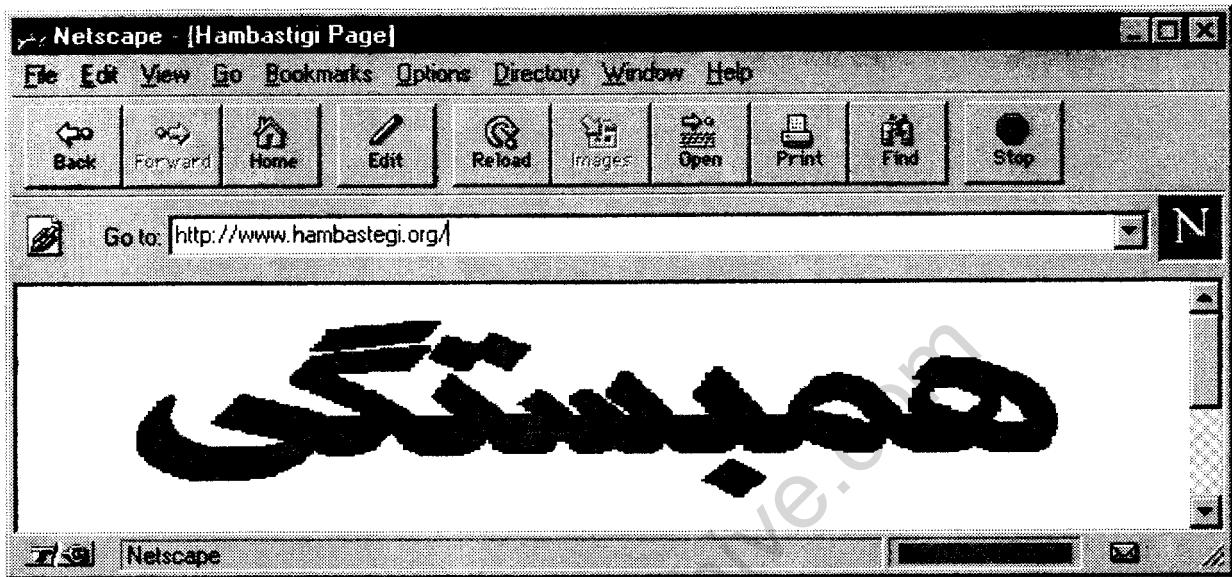 Netscape - [Hambastigi Page]
File Edit View Go Bookmarks Options Directory Window Help
Back Forward Home Edit Reload Images Open Print Find Stop
Go to: http://www.hambastegi.org/
N
همبستگی
Netscape